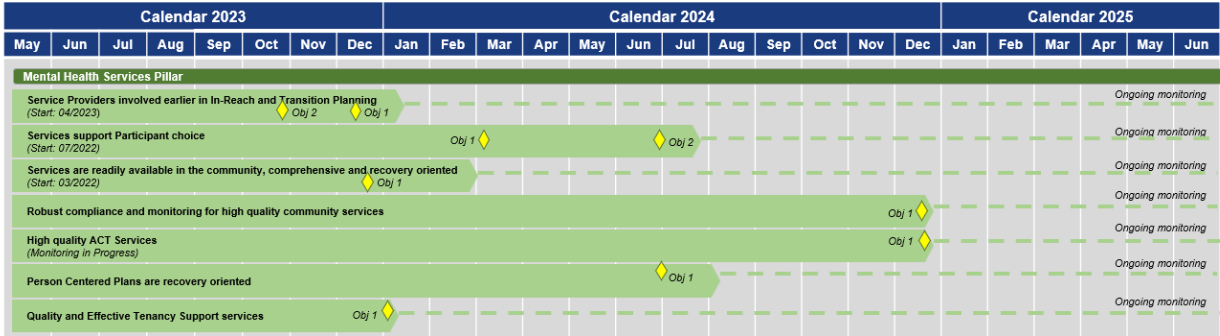 Calendar 2023 Calendar 2024 Calendar 2025
May Jun Jul Aug Sep Oct Nov Dec Jan Feb Mar Apr May Jun Jul Aug Sep Oct Nov Dec Jan Feb Mar Apr May Jun
Mental Health Services Pillar
Service Providers involved earlier in In-Reach and Transition Planning
(Start: 04/2023) Obj 2 Obj 1
Ongoing monitoring
Services support Participant choice
(Start: 07/2022)
Obj 1 Obj 2
Ongoing monitoring
Services are readily available in the community, comprehensive and recovery oriented
(Start: 03/2022) Obj 1
Ongoing monitoring
Robust compliance and monitoring for high quality community services
Obj 1
Ongoing monitoring
High quality ACT Services
(Monitoring in Progress)
Obj 1
Ongoing monitoring
Person Centered Plans are recovery oriented
Obj 1
Ongoing monitoring
Quality and Effective Tenancy Support services
Obj 1
Ongoing monitoring